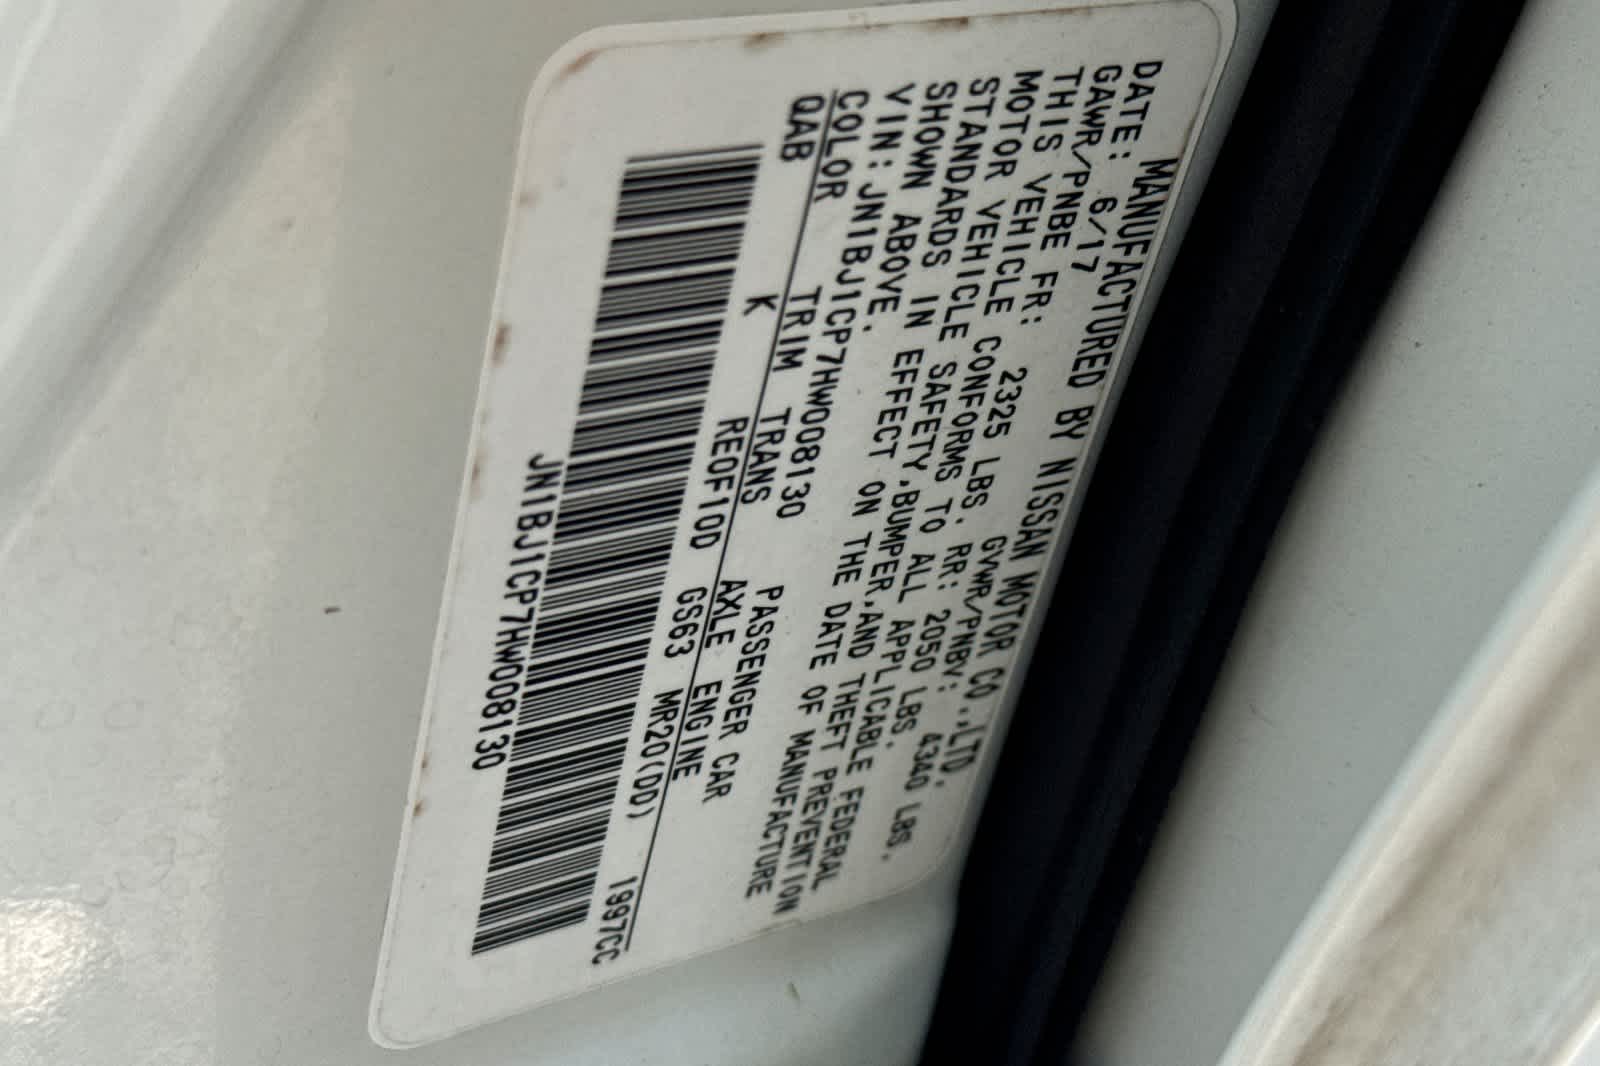 MANUFACTURED BY NISSAN MOTOR CO.,LTD.
DATE: 6/17 GVWR/PNBV: 4340 LBS.
GAWR/PNBE FR: 2325 LBS. RR: 2050 LBS.
THIS VEHICLE CONFORMS TO ALL APPLICABLE FEDERAL
MOTOR VEHICLE SAFETY,BUMPER,AND THEFT PREVENTION
STANDARDS IN EFFECT ON THE DATE OF MANUFACTURE
SHOWN ABOVE.
VIN:JN1BJ1CP7HW008130 PASSENGER CAR
COLOR TRIM TRANS AXLE ENGINE
QAB K RE0F10D GS63 MR20(DD) 1997CC
JN1BJ1CP7HW008130